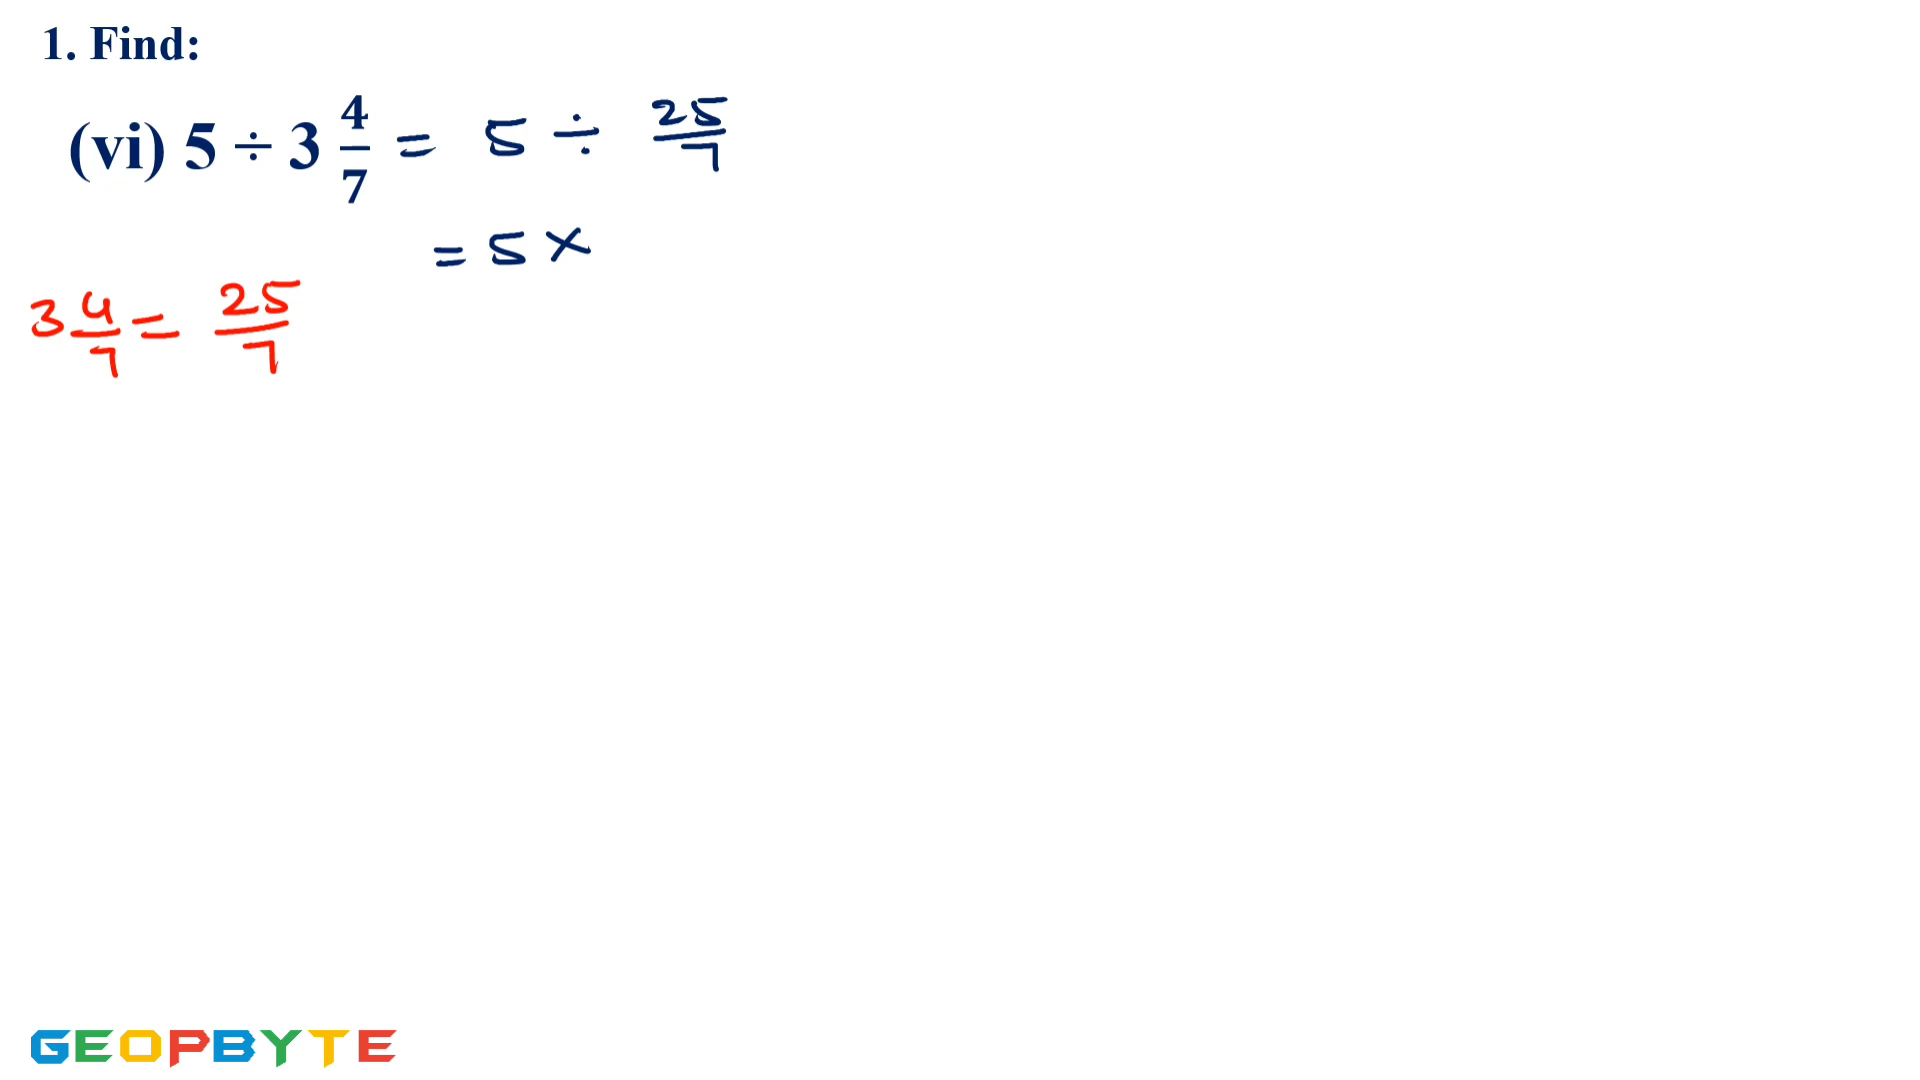 1. Find:
(vi) 5 ÷ 3 4/7 = 5 ÷ 25/7
= 5 ×
3 4/7 = 25/7
GEOPBYTE